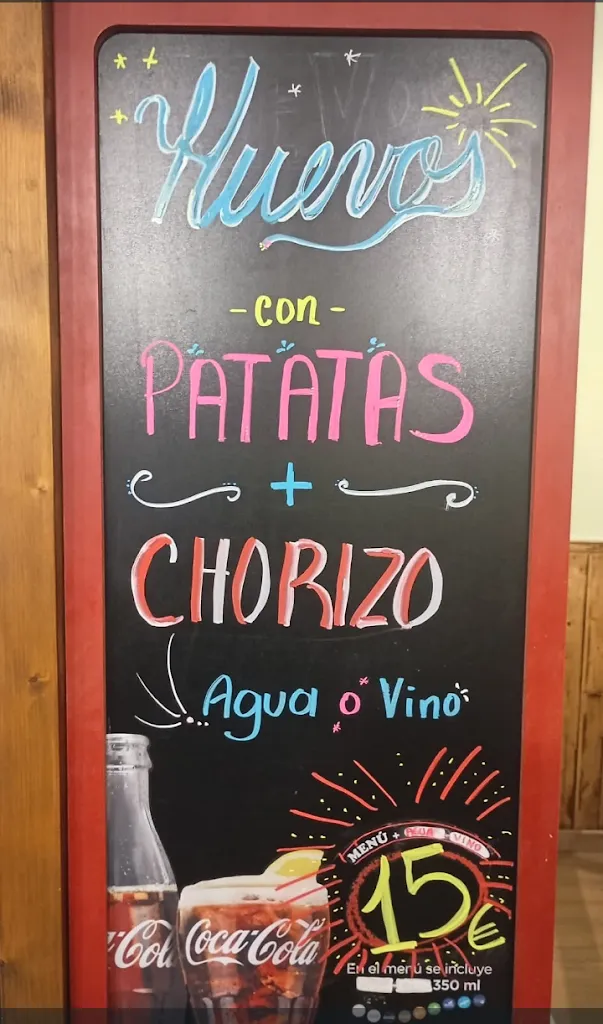 Huevos
-con-
PATATAS
+
CHORIZO
Agua o Vino
MENÚ + AGUA - VINO
15€
Coca-Cola
Coca-Cola
En el menú se incluye
350 ml